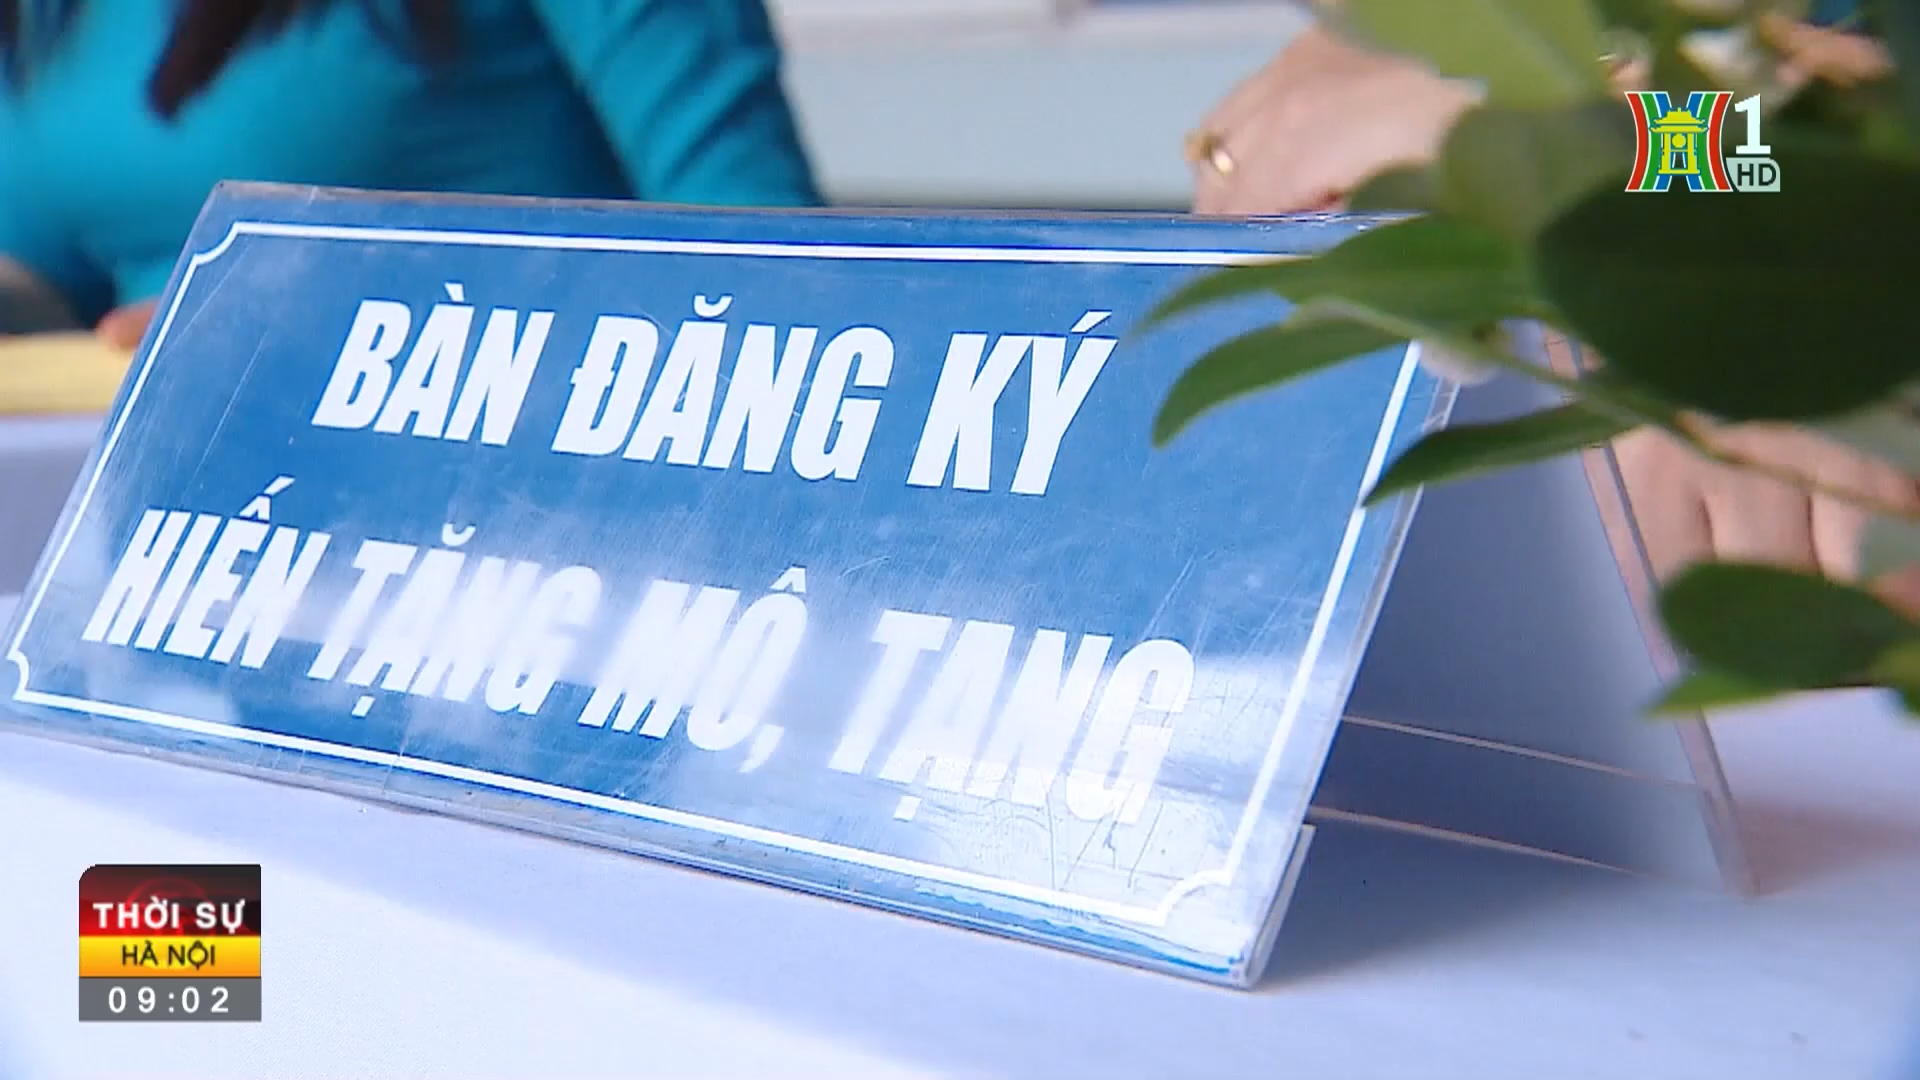 1
HD
BÀN ĐĂNG KÝ
HIẾN TẶNG MÔ, TẠNG
THỜI SỰ
HÀ NỘI
09:02